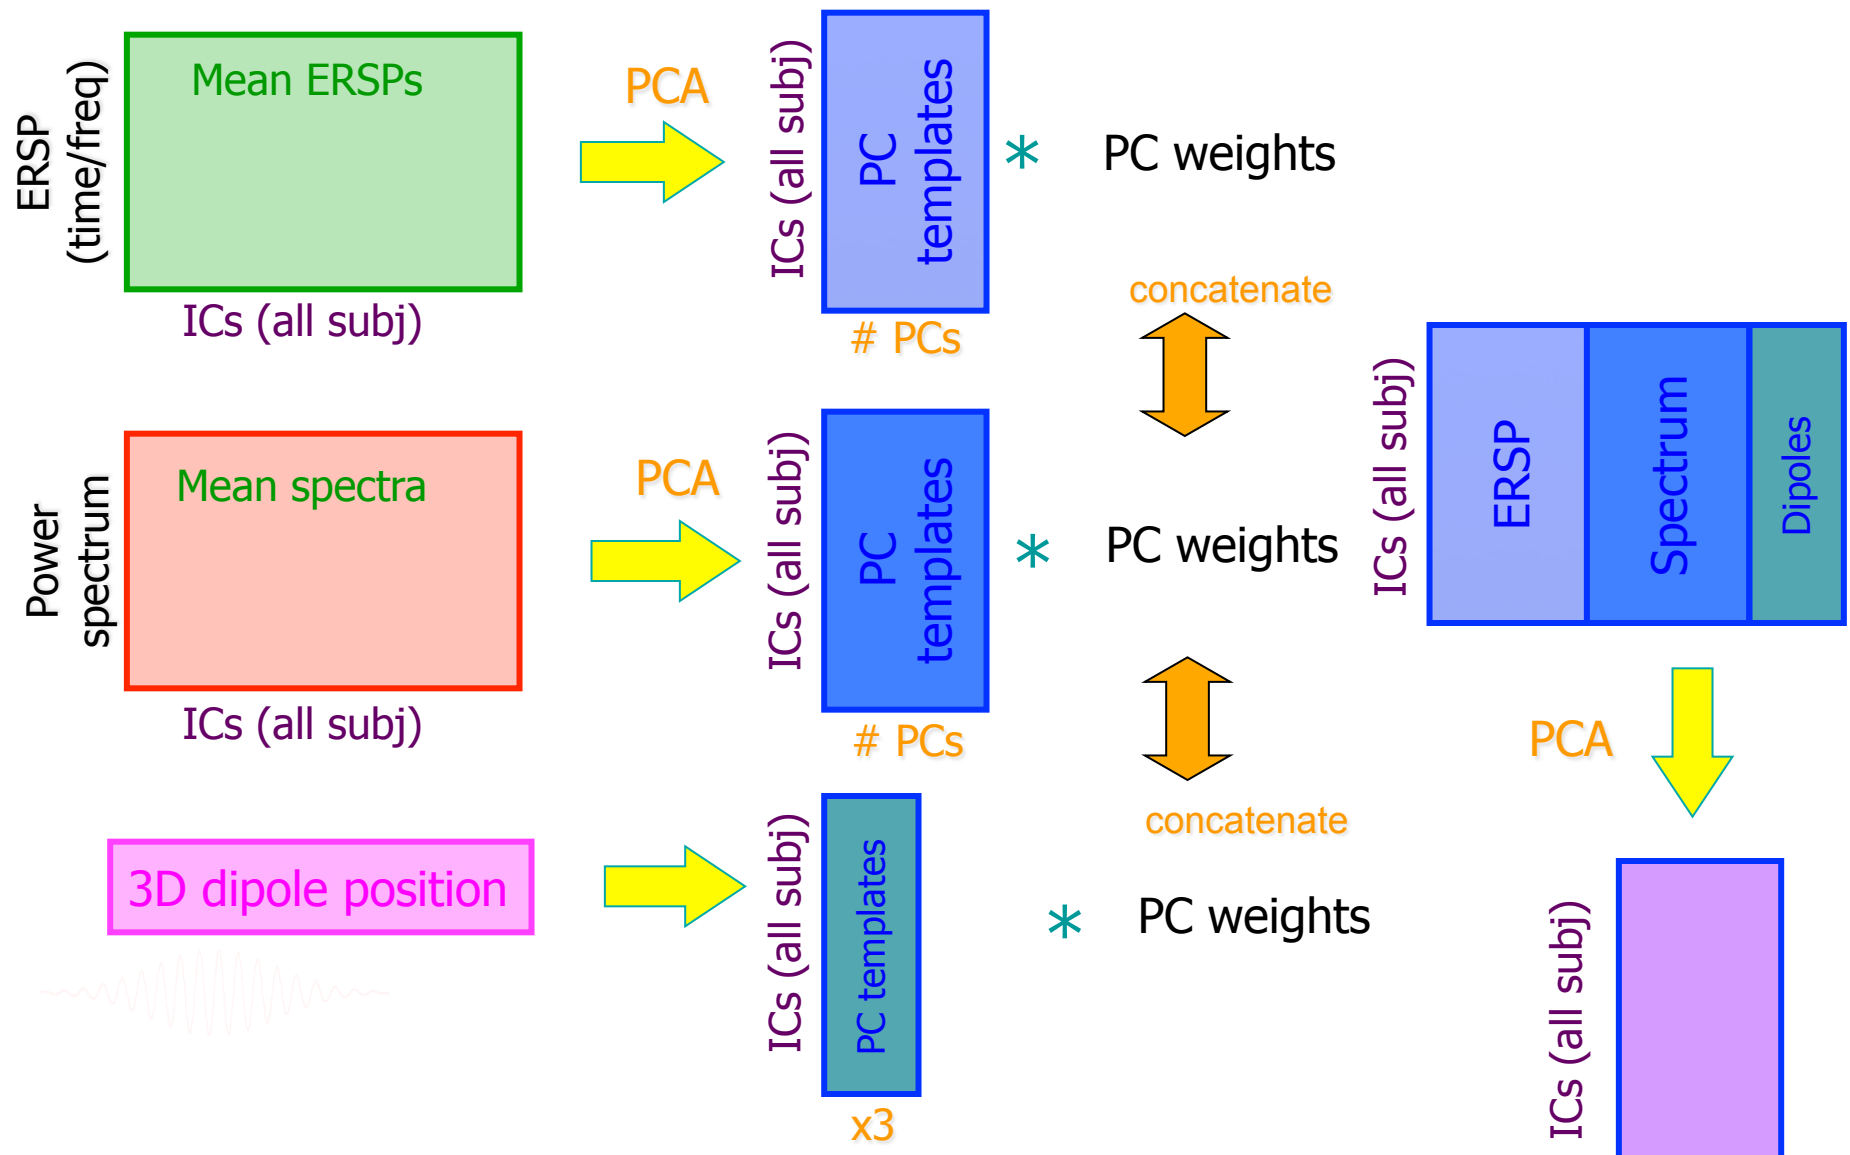 Mean ERSPs
ERSP
(time/freq)
ICs (all subj)
PCA
ICs (all subj)
PC
templates
# PCs
*
PC weights
concatenate
Power
spectrum
Mean spectra
ICs (all subj)
PCA
ICs (all subj)
PC
templates
# PCs
*
PC weights
concatenate
3D dipole position
ICs (all subj)
PC templates
x3
*
PC weights
ICs (all subj)
ERSP
Spectrum
Dipoles
PCA
ICs (all subj)